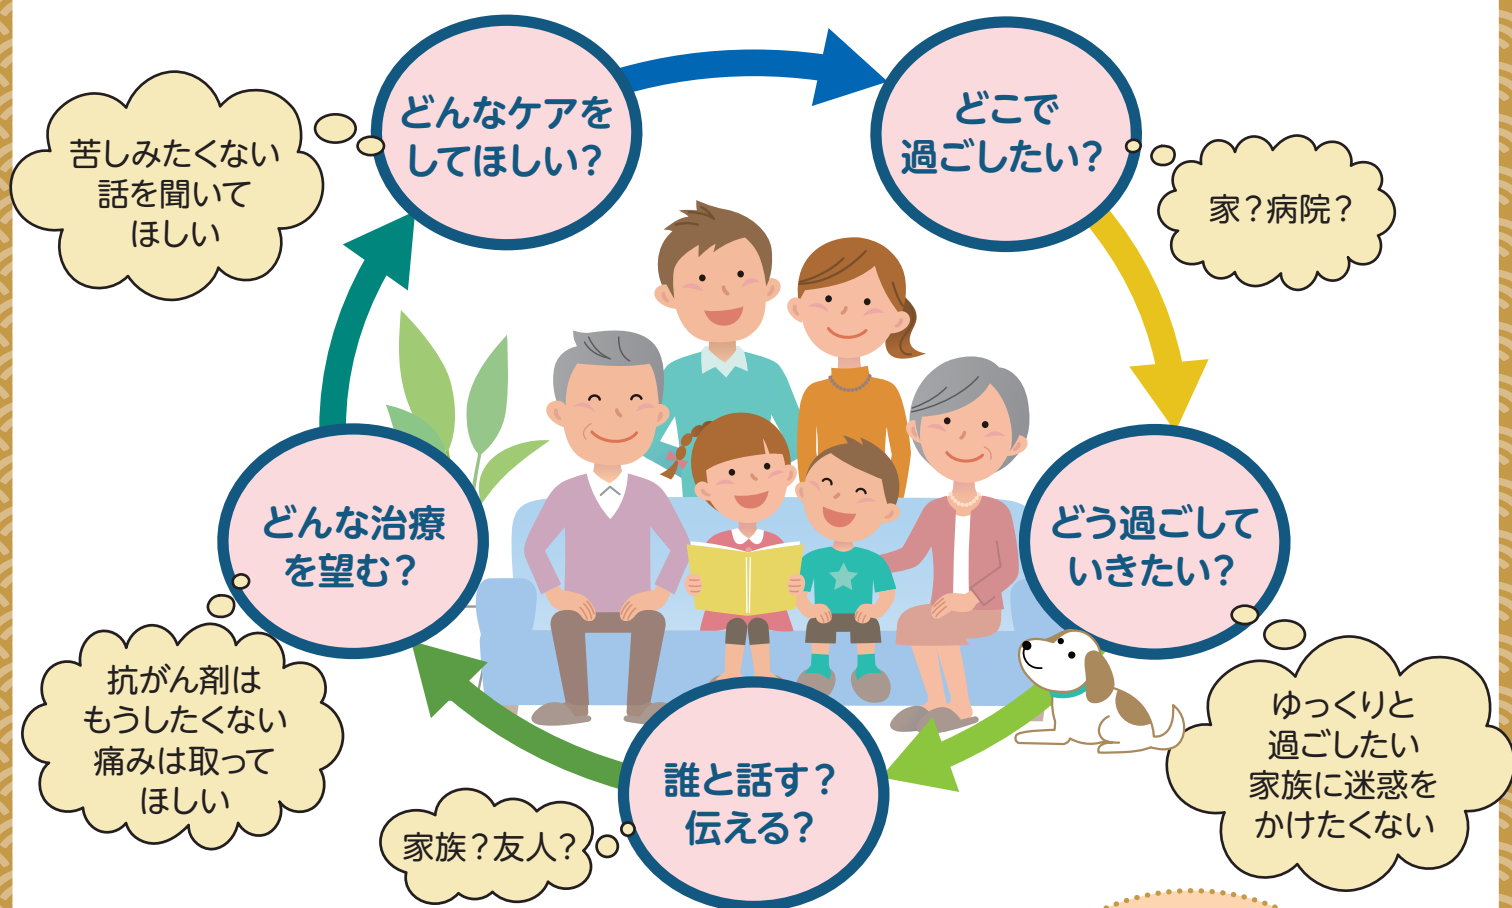 どんなケアを
してほしい?
苦しみたくない
話を聞いて
ほしい
どこで
過ごしたい?
家?病院?
どう過ごして
いきたい?
ゆっくりと
過ごしたい
家族に迷惑を
かけたくない
誰と話す?
伝える?
家族?友人?
どんな治療
を望む?
抗がん剤は
もうしたくない
痛みは取って
ほしい